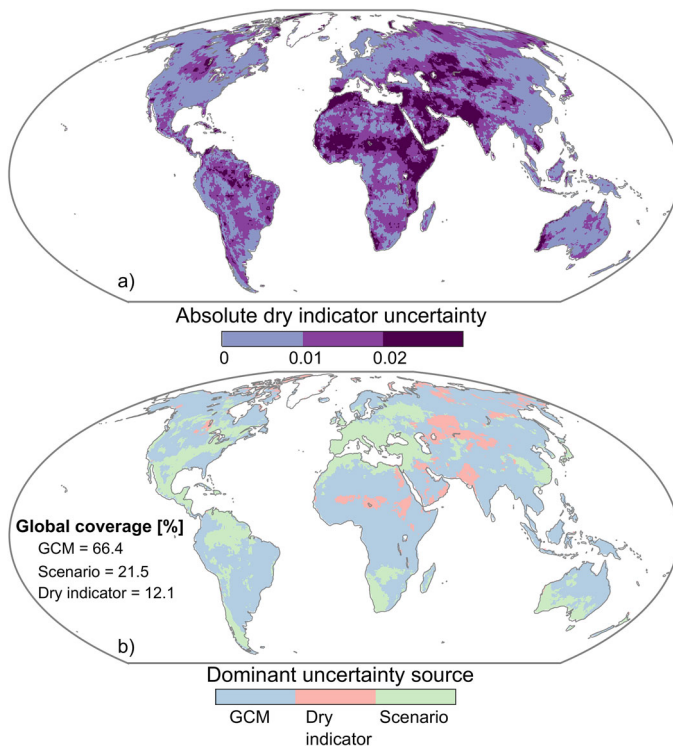 a)
Absolute dry indicator uncertainty
0 0.01 0.02
Global coverage [%]
GCM = 66.4
Scenario = 21.5
Dry indicator = 12.1
b)
Dominant uncertainty source
GCM Dry Scenario
indicator